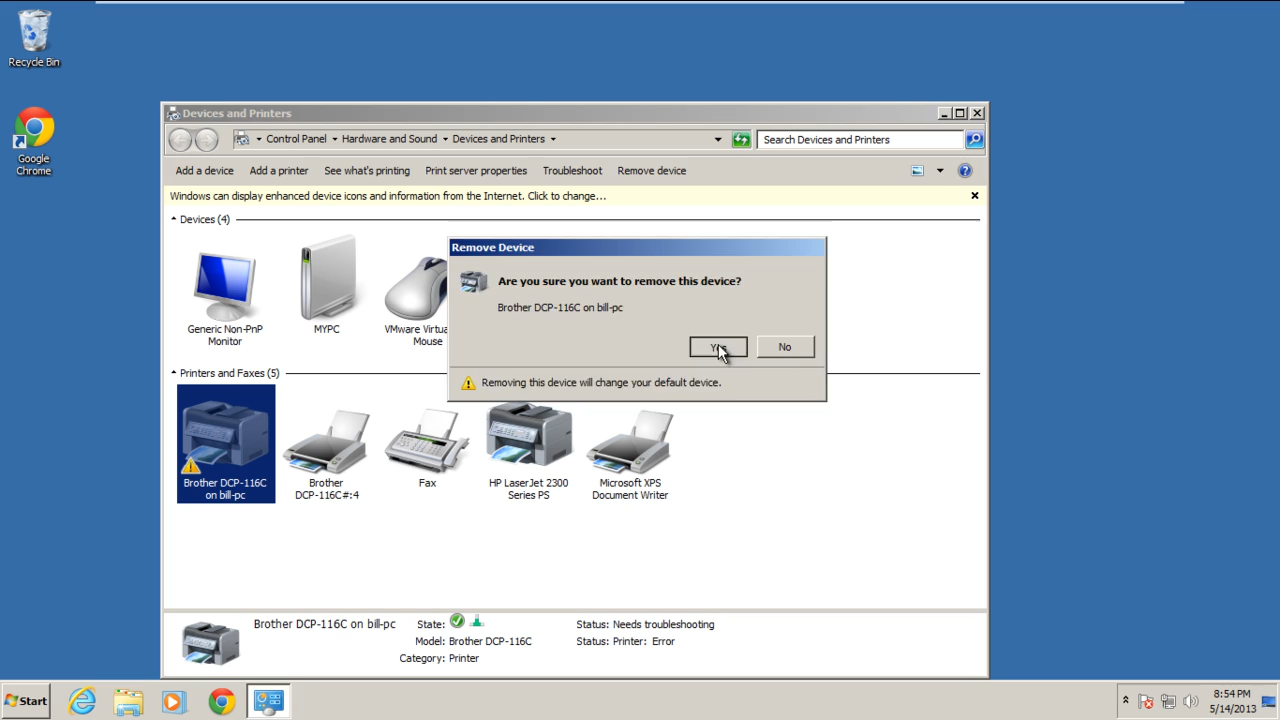 Recycle Bin
Google
Chrome
Devices and Printers
Control Panel Hardware and Sound Devices and Printers
Search Devices and Printers
Add a device Add a printer See what's printing Print server properties Troubleshoot Remove device
Windows can display enhanced device icons and information from the Internet. Click to change...
Devices (4)
Generic Non-PnP
Monitor
MYPC
VMware
Mouse
Remove Device
Are you sure you want to remove this device?
Brother DCP-116C on bill-pc
No
Removing this device will change your default device.
Printers and Faxes (5)
Brother DCP-116C
on bill-pc
Brother
DCP-116C#:4
Fax
HP LaserJet 2300
Series PS
Microsoft XPS
Document Writer
Brother DCP-116C on bill-pc
State:
Model: Brother DCP-116C
Category: Printer
Status: Needs troubleshooting
Status: Printer: Error
Start
8:54 PM
5/14/2013